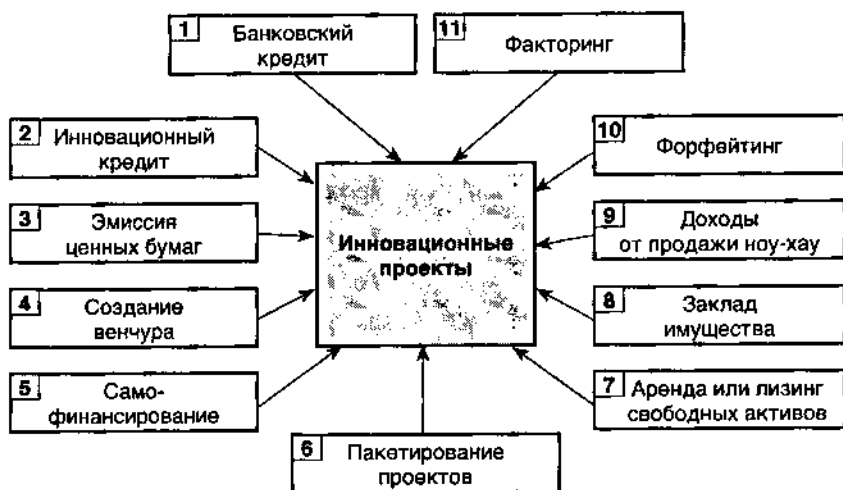 1
Банковский
кредит
11
Факторинг
2
Инновационный
кредит
10
Форфейтинг
3
Эмиссия
ценных бумаг
Инновационные
проекты
9
Доходы
от продажи ноу-хау
4
Создание
венчура
8
Заклад
имущества
5
Само-
финансирование
7
Аренда или лизинг
свободных активов
6
Пакетирование
проектов